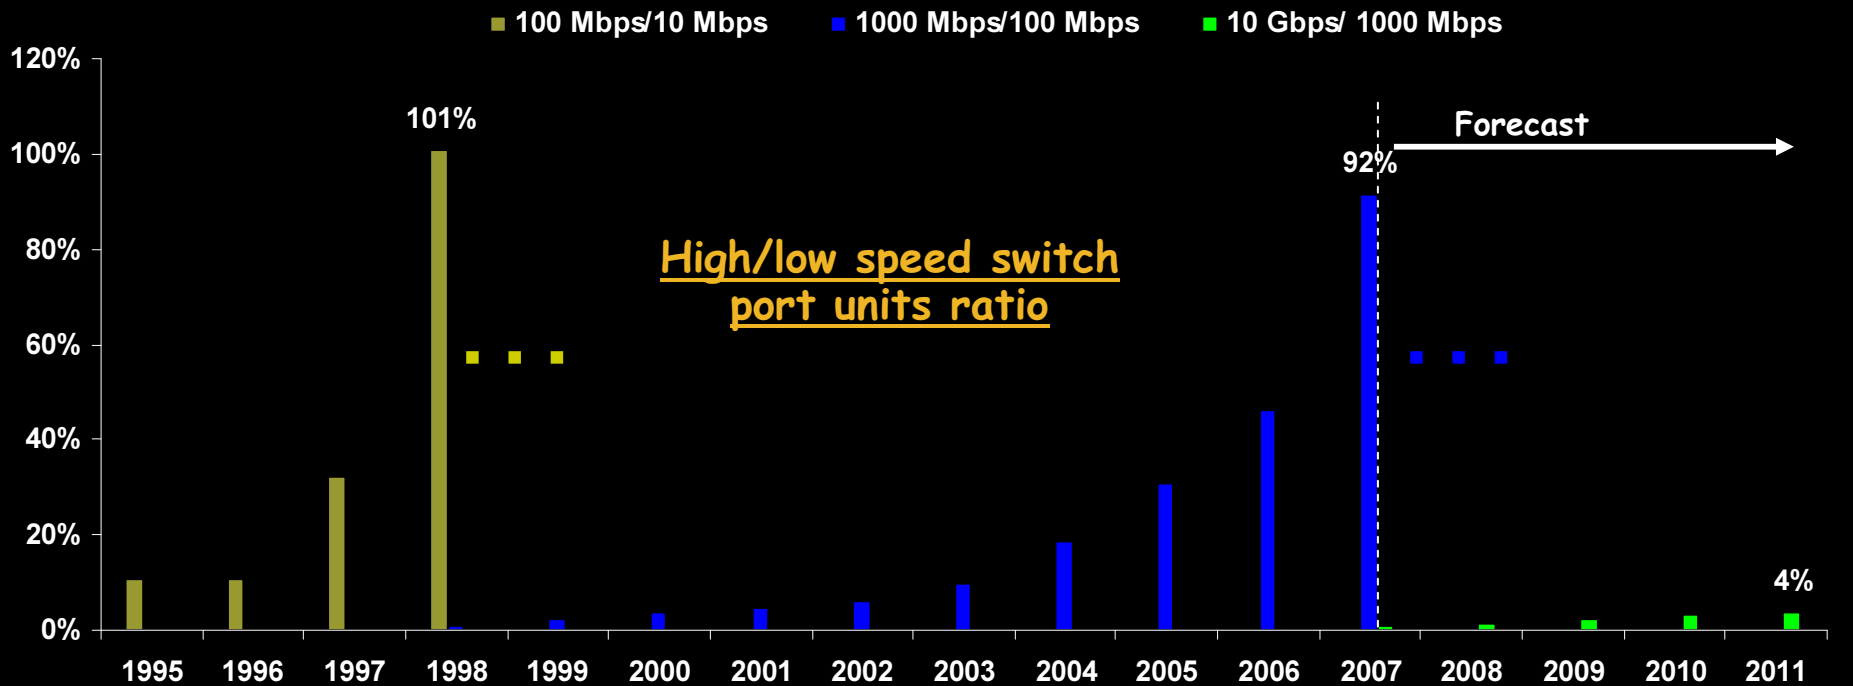 100 Mbps/10 Mbps 1000 Mbps/100 Mbps 10 Gbps/ 1000 Mbps
120%
101%
Forecast
100%
92%
80%
High/low speed switch
port units ratio
60%
40%
20%
4%
0%
1995 1996 1997 1998 1999 2000 2001 2002 2003 2004 2005 2006 2007 2008 2009 2010 2011